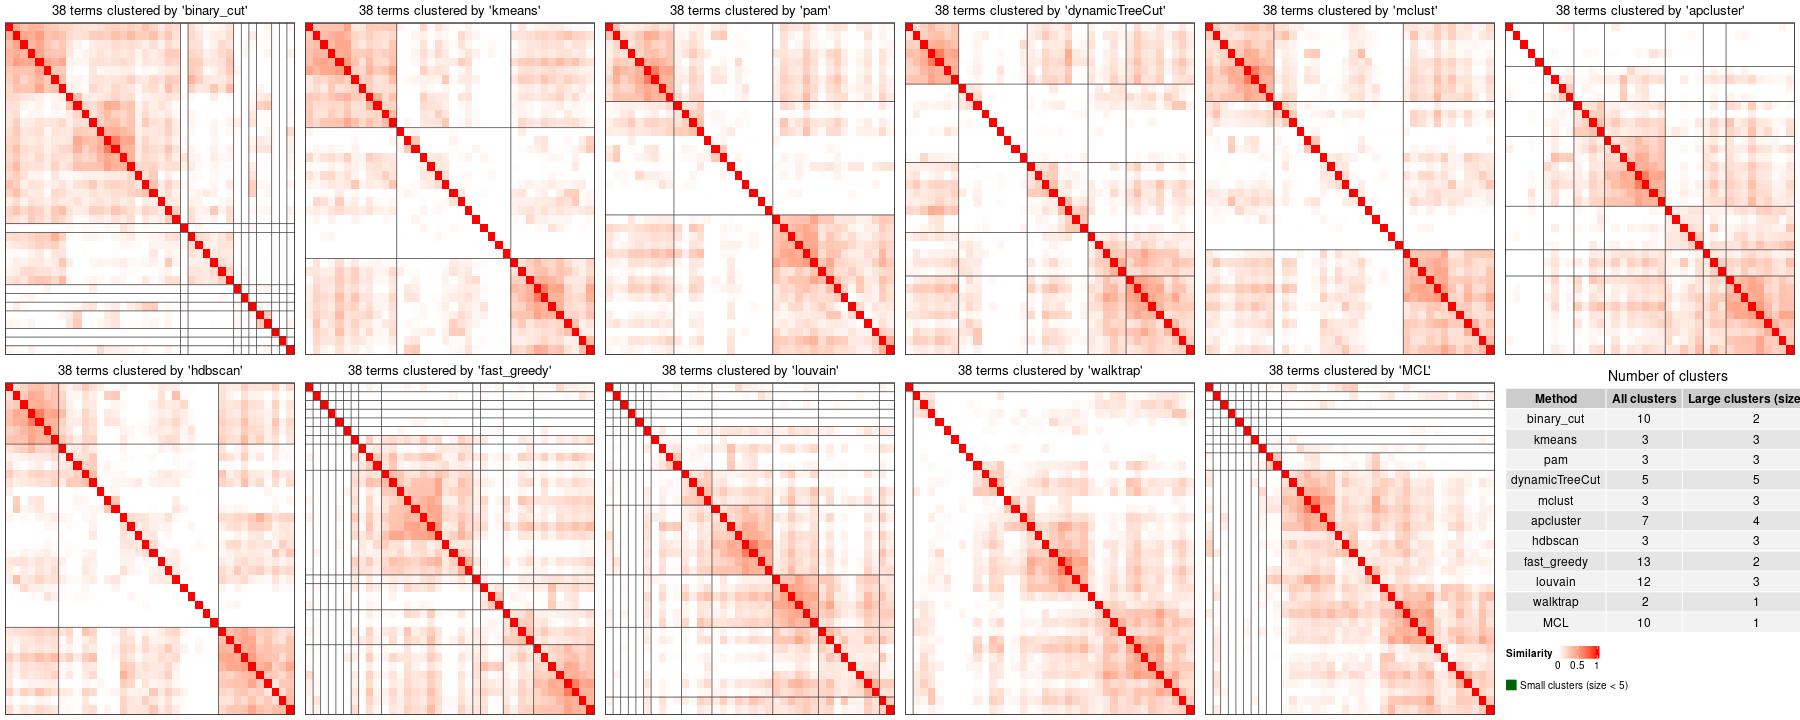 38 terms clustered by 'binary_cut'
38 terms clustered by 'kmeans'
38 terms clustered by 'pam'
38 terms clustered by 'dynamicTreeCut'
38 terms clustered by 'mclust'
38 terms clustered by 'apcluster'
38 terms clustered by 'hdbscan'
38 terms clustered by 'fast_greedy'
38 terms clustered by 'louvain'
38 terms clustered by 'walktrap'
38 terms clustered by 'MCL'
Number of clusters
Method All clusters Large clusters (size
binary_cut 10 2
kmeans 3 3
pam 3 3
dynamicTreeCut 5 5
mclust 3 3
apcluster 7 4
hdbscan 3 3
fast_greedy 13 2
louvain 12 3
walktrap 2 1
MCL 10 1
Similarity
0 0.5 1
Small clusters (size < 5)